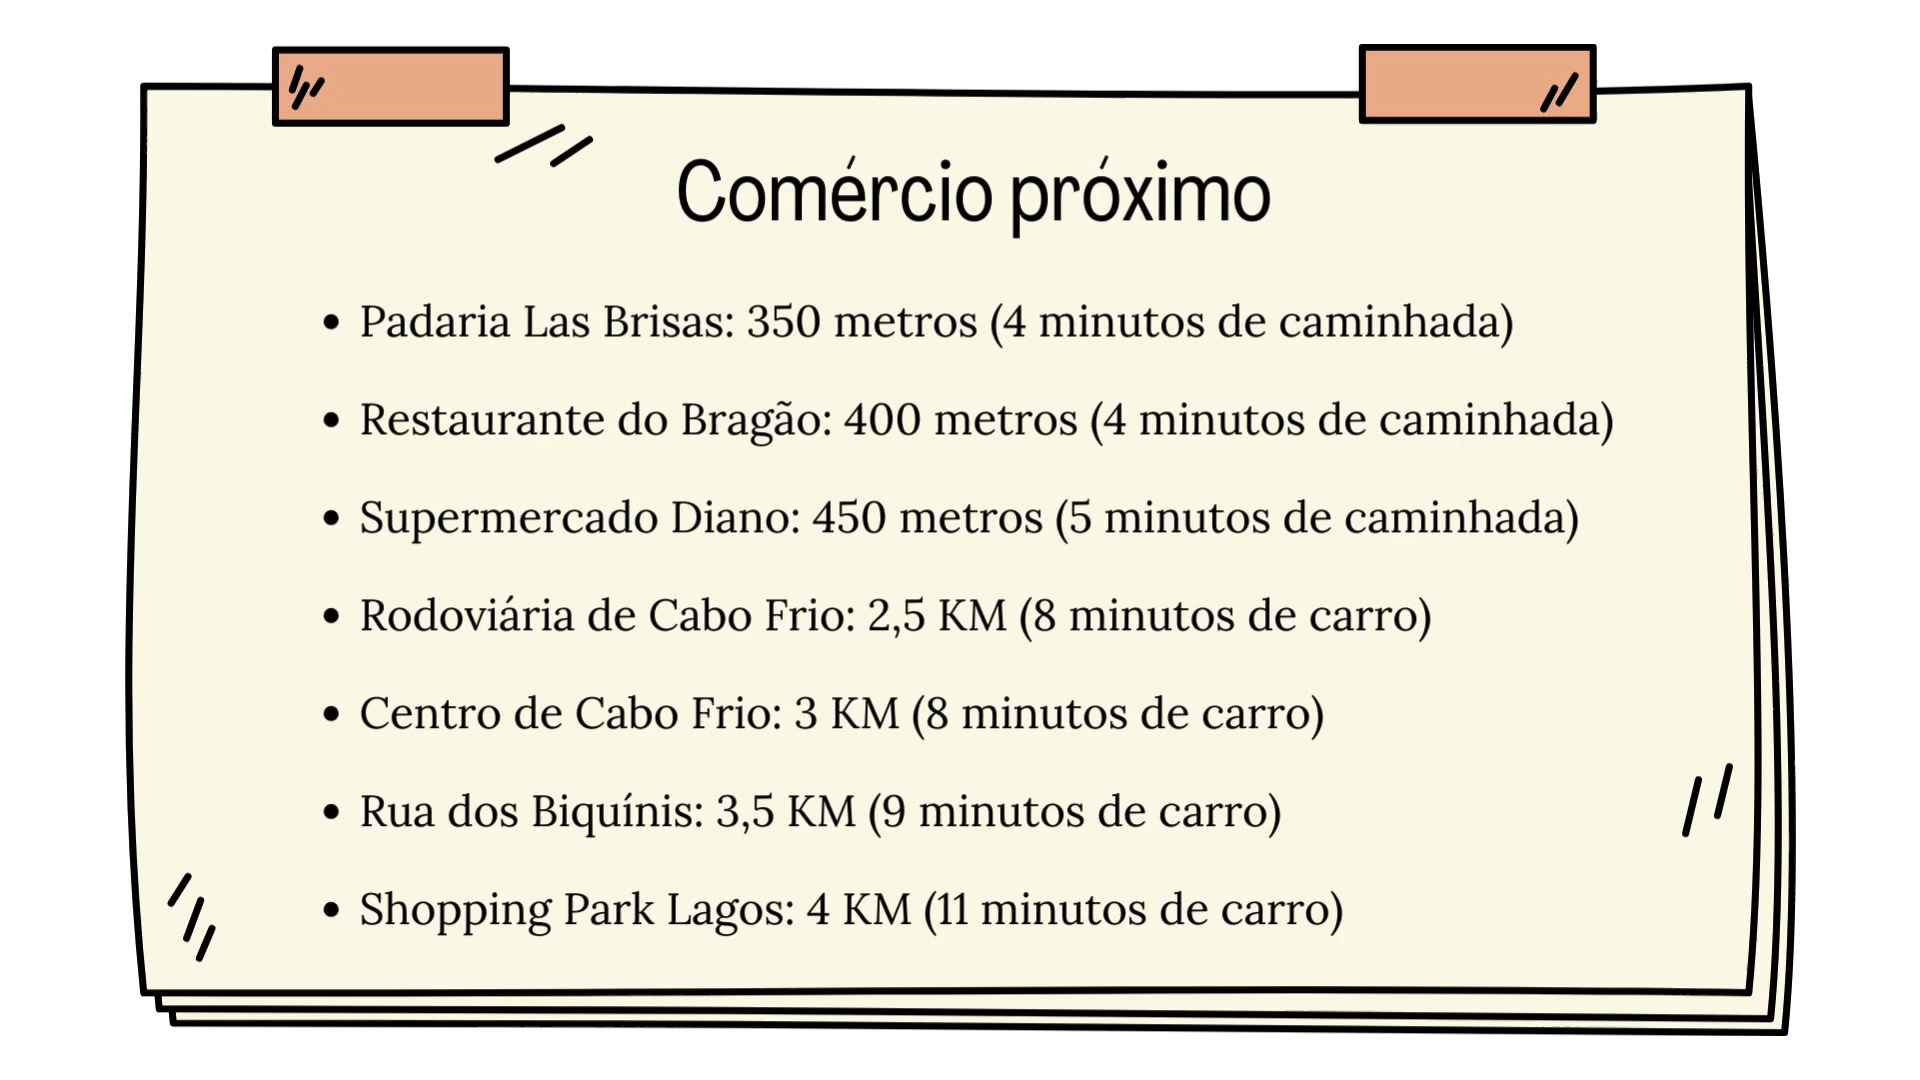 Comércio próximo
• Padaria Las Brisas: 350 metros (4 minutos de caminhada)
• Restaurante do Bragão: 400 metros (4 minutos de caminhada)
• Supermercado Diano: 450 metros (5 minutos de caminhada)
• Rodoviária de Cabo Frio: 2,5 KM (8 minutos de carro)
• Centro de Cabo Frio: 3 KM (8 minutos de carro)
• Rua dos Biquínis: 3,5 KM (9 minutos de carro)
• Shopping Park Lagos: 4 KM (11 minutos de carro)